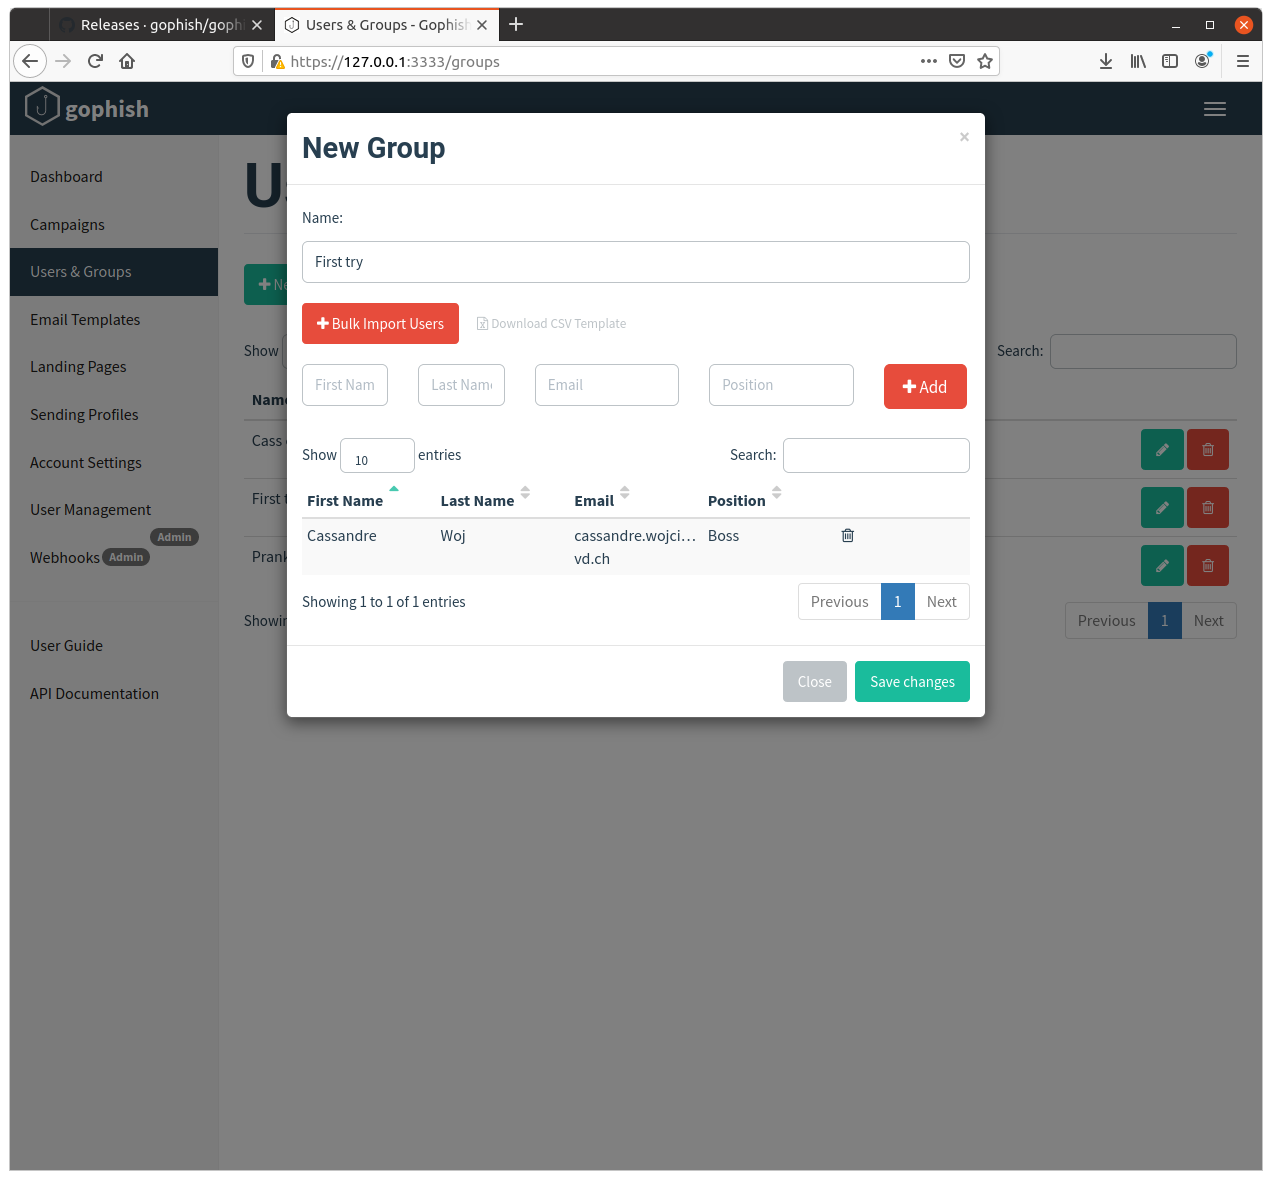 Releases · gophish/goph
Users & Groups - Gophish
https://127.0.0.1:3333/groups
gophish
Dashboard
Campaigns
Users & Groups
Email Templates
Landing Pages
Sending Profiles
Account Settings
User Management
Admin
Webhooks Admin
User Guide
API Documentation
Show
Search:
Cass
First
Prank
Previous 1 Next
New Group
×
Name:
First try
Bulk Import Users
Download CSV Template
First Nam
Last Name
Email
Position
Add
Show 10 entries
Search:
First Name Last Name Email Position
Cassandre Woj cassandre.wojci... Boss
vd.ch
Showing 1 to 1 of 1 entries
Previous 1 Next
Close
Save changes